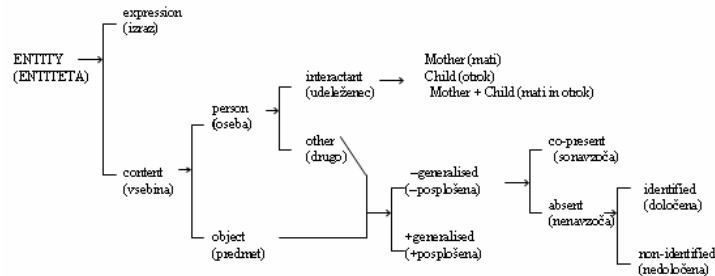 expression
(izraz)
ENTITY
(ENTITETA)
content
(vsebina)
person
(oseba)
object
(predmet)
interactant
(udeleženec)
other
(drugo)
Mother (mati)
Child (otrok)
Mother + Child (mati in otrok)
–generalised
(–posplošena)
+generalised
(+posplošena)
co-present
(sonavzoča)
absent
(nenavzoča)
identified
(določena)
non-identified
(nedoločena)